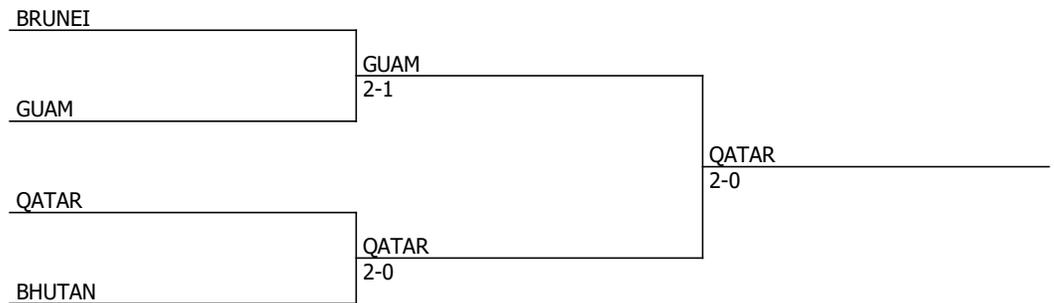 BRUNEI
GUAM
2-1
GUAM
QATAR
2-0
QATAR
QATAR
2-0
BHUTAN